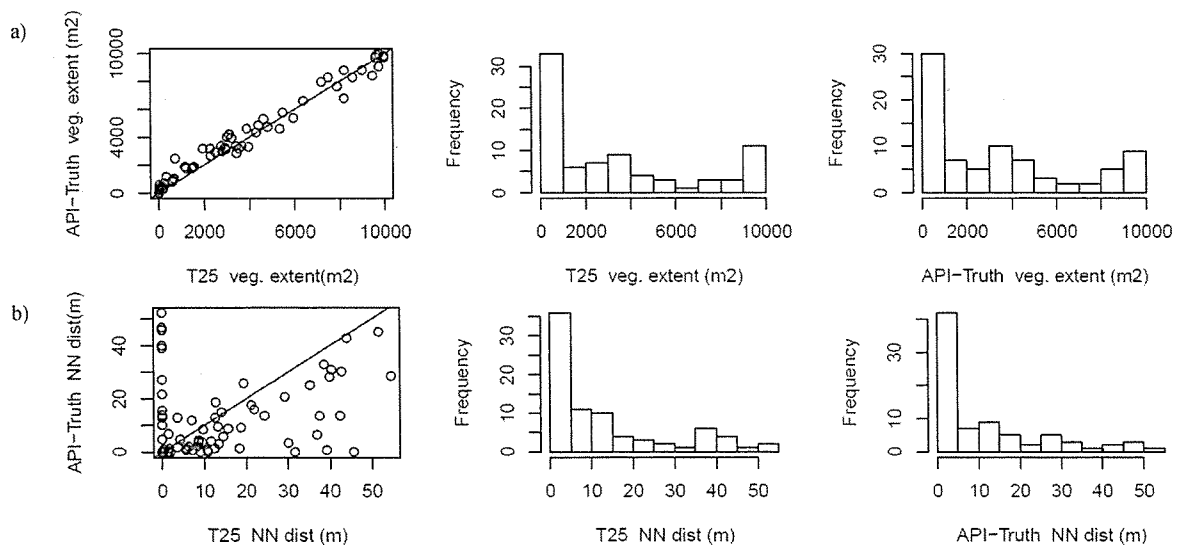 a)
API-Truth veg. extent (m2)
0 4000 10000
0 2000 6000 10000
T25 veg. extent(m2)
Frequency
0 10 20 30
0 2000 6000 10000
T25 veg. extent (m2)
Frequency
0 10 20 30
0 2000 6000 10000
API-Truth veg. extent (m2)
b)
API-Truth NN dist(m)
0 20 40
0 10 20 30 40 50
T25 NN dist (m)
Frequency
0 10 20 30
0 10 20 30 40 50
T25 NN dist (m)
Frequency
0 10 30
0 10 20 30 40 50
API-Truth NN dist (m)